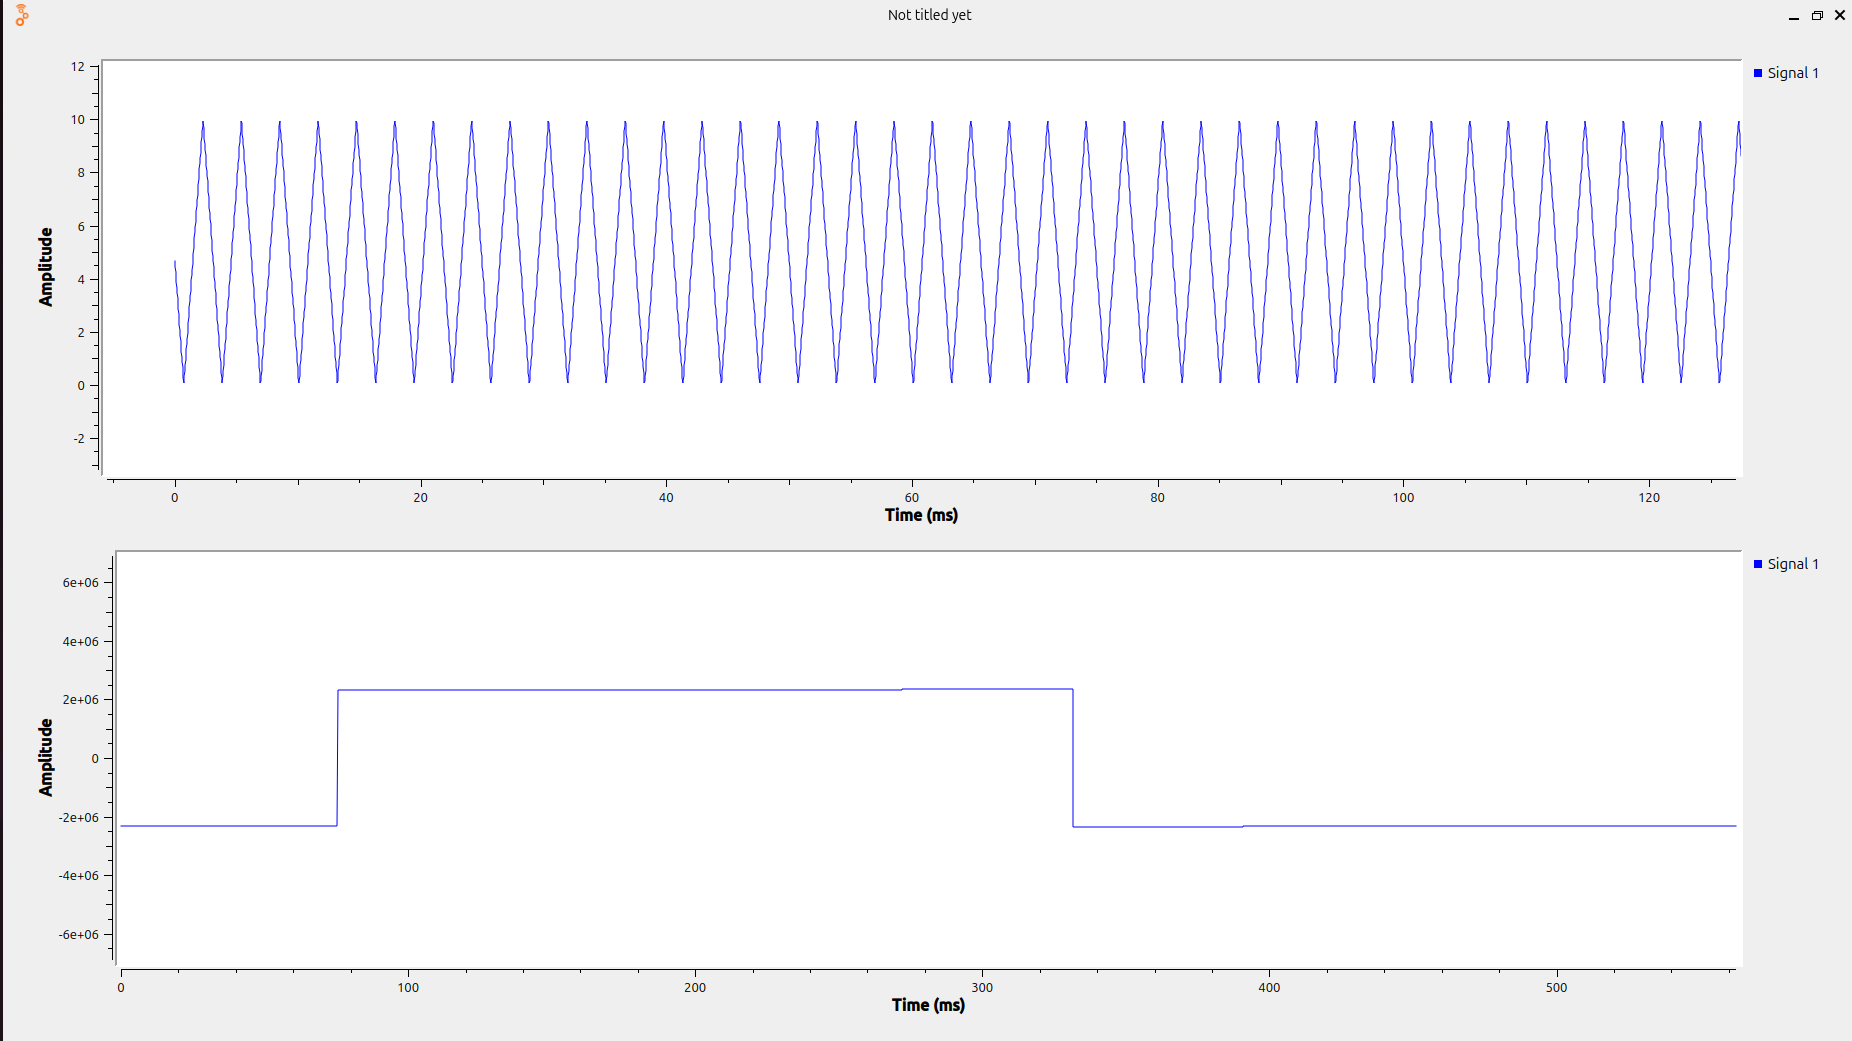 Not titled yet
Signal 1
12
10
8
6
4
2
0
-2
Amplitude
0 20 40 60 80 100 120
Time (ms)
Signal 1
6e+06
4e+06
2e+06
0
-2e+06
-4e+06
-6e+06
Amplitude
0 100 200 300 400 500
Time (ms)